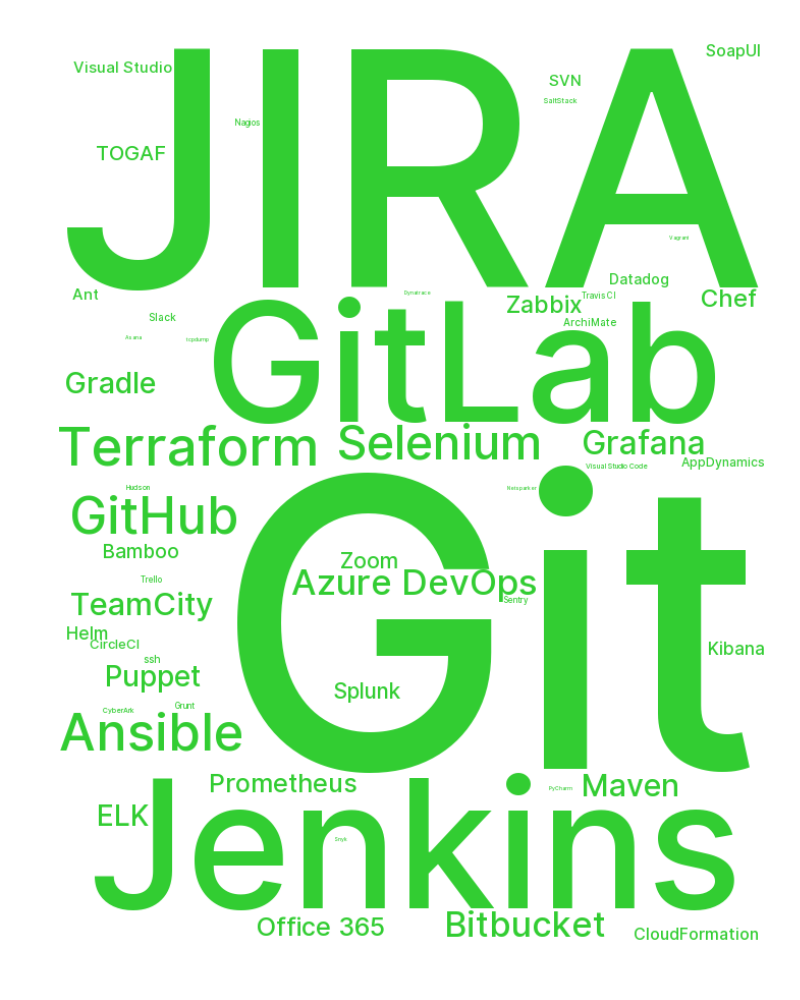 JIRA
Visual Studio
SoapUI
SVN
SaltStack
Nagios
TOGAF
Vagrant
Datadog
Ant
Dynatrace
Zabbix
Travis CI
Chef
Slack
ArchiMate
Asana
tcpdump
GitLab
Gradle
Terraform
Selenium
Grafana
Visual Studio Code
AppDynamics
Hudson
Netsparker
GitHub
Git
Bamboo
Zoom
Azure DevOps
Trello
Sentry
TeamCity
Helm
CircleCI
Kibana
ssh
Puppet
Splunk
CyberArk
Grunt
Ansible
Prometheus
PyCharm
Maven
ELK
Jenkins
Snyk
Office 365
Bitbucket
CloudFormation